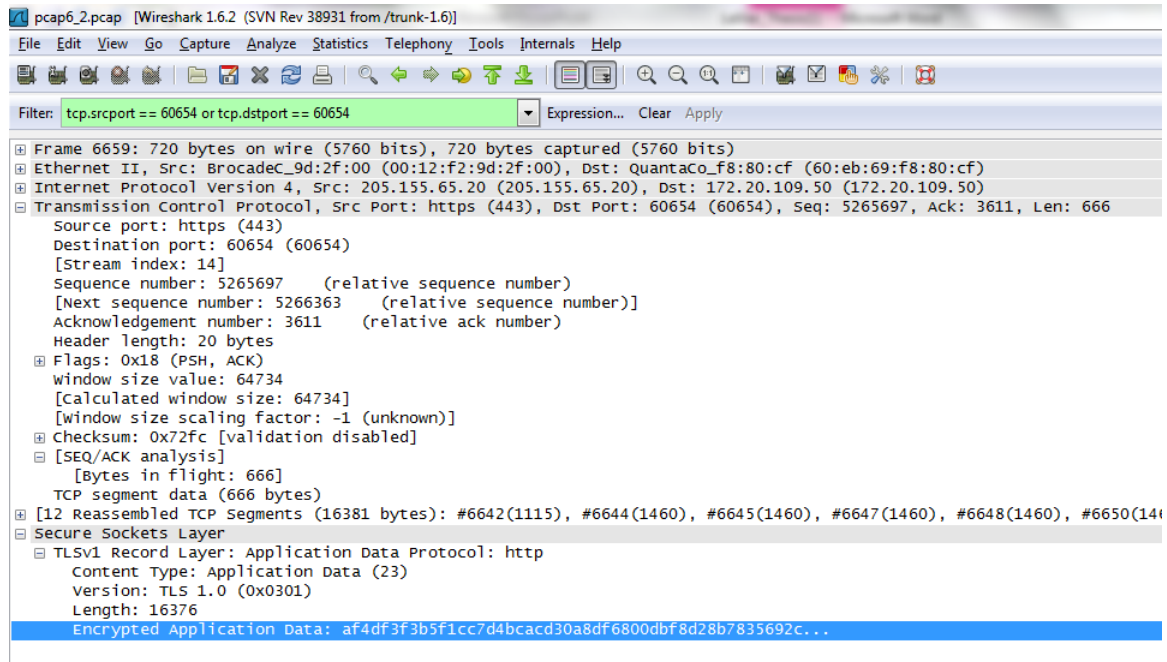 pcap6_2.pcap [Wireshark 1.6.2 (SVN Rev 38931 from /trunk-1.6)]
File Edit View Go Capture Analyze Statistics Telephony Tools Internals Help
Filter: tcp.srcport == 60654 or tcp.dstport == 60654 Expression... Clear Apply
Frame 6659: 720 bytes on wire (5760 bits), 720 bytes captured (5760 bits)
Ethernet II, Src: BrocadeC_9d:2f:00 (00:12:f2:9d:2f:00), Dst: QuantaCo_f8:80:cf (60:eb:69:f8:80:cf)
Internet Protocol Version 4, Src: 205.155.65.20 (205.155.65.20), Dst: 172.20.109.50 (172.20.109.50)
Transmission Control Protocol, Src Port: https (443), Dst Port: 60654 (60654), Seq: 5265697, Ack: 3611, Len: 666
Source port: https (443)
Destination port: 60654 (60654)
[Stream index: 14]
Sequence number: 5265697 (relative sequence number)
[Next sequence number: 5266363 (relative sequence number)]
Acknowledgement number: 3611 (relative ack number)
Header length: 20 bytes
Flags: 0x18 (PSH, ACK)
Window size value: 64734
[Calculated window size: 64734]
[Window size scaling factor: -1 (unknown)]
Checksum: 0x72fc [validation disabled]
[SEQ/ACK analysis]
[Bytes in flight: 666]
TCP segment data (666 bytes)
[12 Reassembled TCP Segments (16381 bytes): #6642(1115), #6644(1460), #6645(1460), #6647(1460), #6648(1460), #6650(14
Secure Sockets Layer
TLSv1 Record Layer: Application Data Protocol: http
Content Type: Application Data (23)
Version: TLS 1.0 (0x0301)
Length: 16376
Encrypted Application Data: af4df3f3b5f1cc7d4bcacd30a8df6800dbf8d28b7835692c...